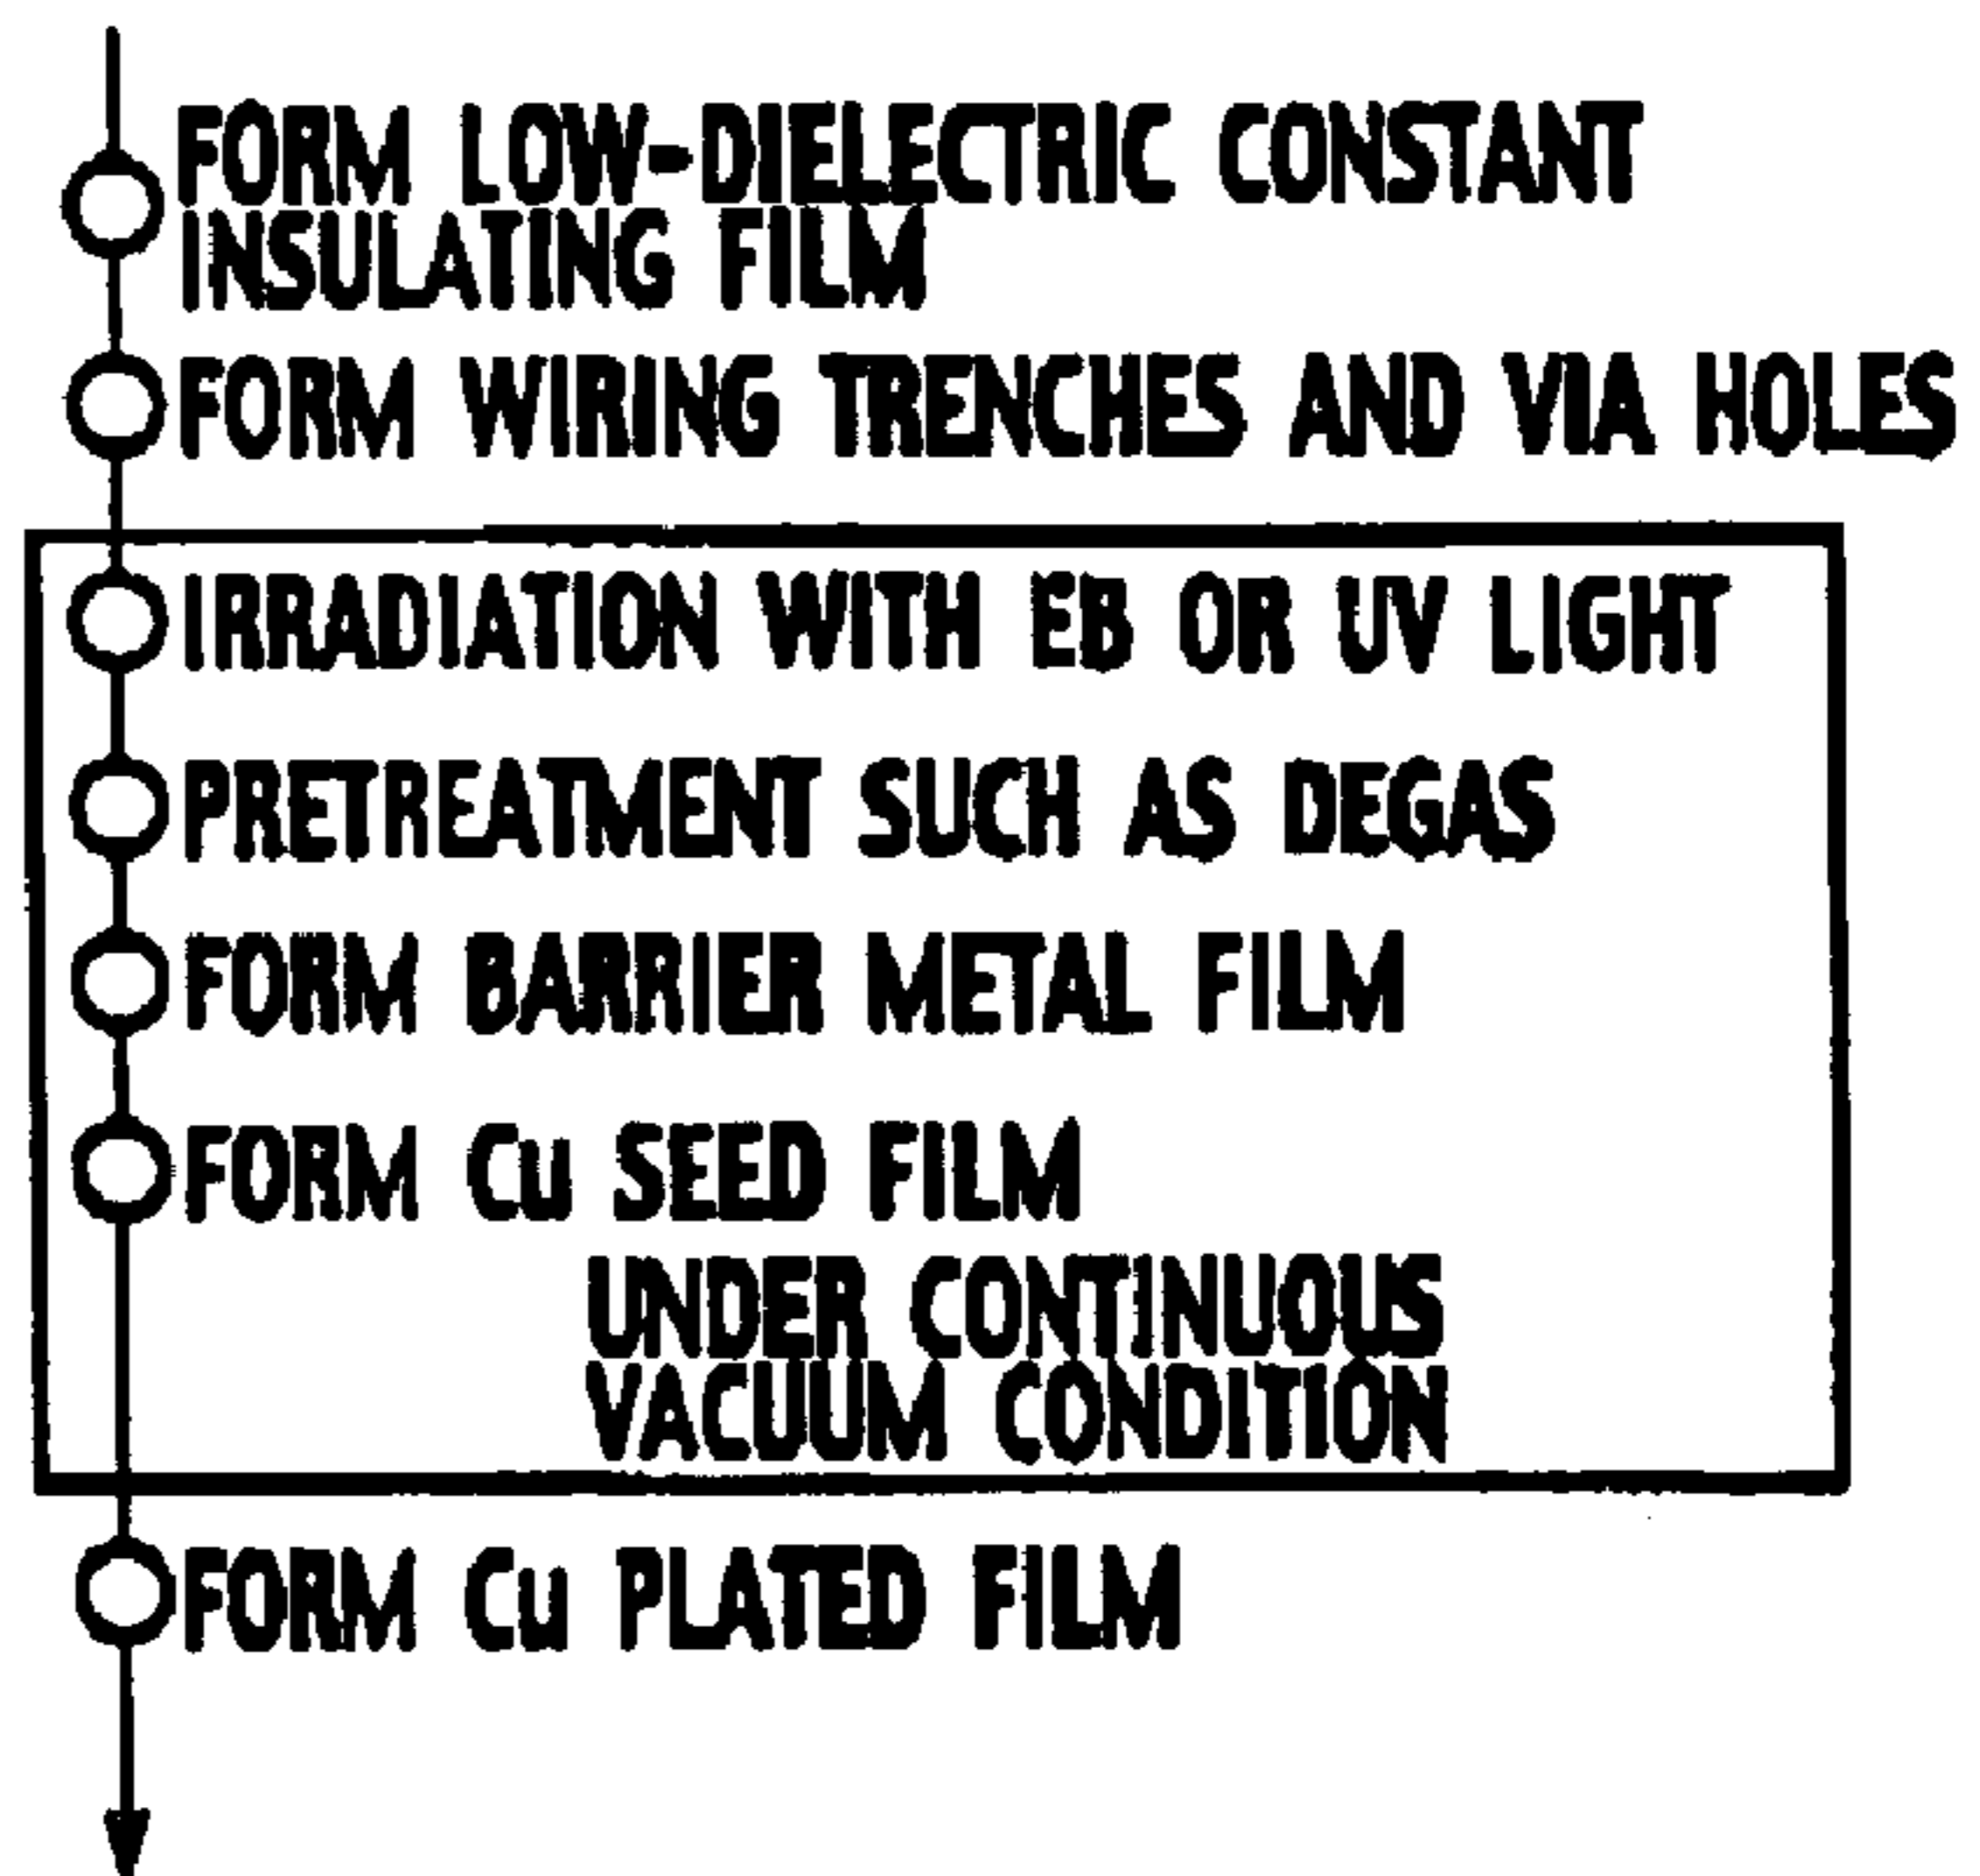 FORM LOW-DIELECTRIC CONSTANT
INSULATING FILM
FORM WIRING TRENCHES AND VIA HOLES
IRRADIATION WITH EB OR UV LIGHT
PRETREATMENT SUCH AS DEGAS
FORM BARRIER METAL FILM
FORM Cu SEED FILM
UNDER CONTINUOUS
VACUUM CONDITION
FORM Cu PLATED FILM